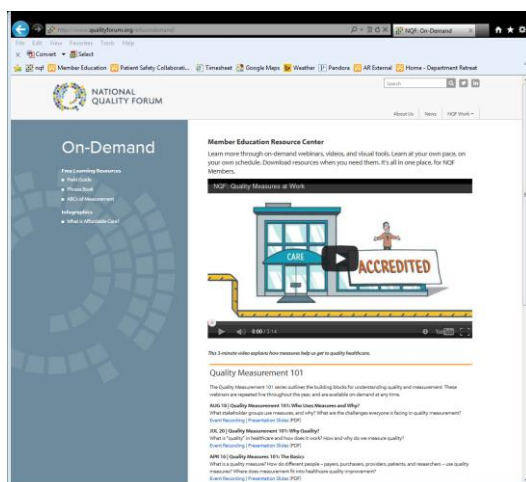 http://www.qualityforum.org/edu/ondemand/
NQF: On-Demand
File Edit View Favorites Tools Help
Convert Select
nqf Member Education Patient Safety Collaborati... Timesheet Google Maps Weather Pandora AR External Home - Department Retreat
NATIONAL
QUALITY FORUM
Search
About Us News NQF Work
On-Demand
Free Learning Resources
Field Guide
Phrase Book
ABCs of Measurement
Infographics
What is Affordable Care?
Member Education Resource Center
Learn more through on-demand webinars, videos, and visual tools. Learn at your own pace, on
your own schedule. Download resources when you need them. It's all in one place, for NQF
Members.
NQF: Quality Measures at Work
CARE
ACCREDITED
0:00 / 3:14
YouTube
This 3-minute video explains how measures help us get to quality healthcare.
Quality Measurement 101
The Quality Measurement 101 series outlines the building blocks for understanding quality and measurement. These
webinars are repeated live throughout the year, and are available on-demand at any time.
AUG 18 | Quality Measurement 101: Who Uses Measures and Why?
What stakeholder groups use measures, and why? What are the challenges everyone is facing in quality measurement?
Event Recording | Presentation Slides (PDF)
JUL 20 | Quality Measurement 101: Why Quality?
What is "quality" in healthcare and how does it work? How and why do we measure quality?
Event Recording | Presentation Slides (PDF)
APR 16 | Quality Measures 101: The Basics
What is a quality measure? How do different people – payers, purchasers, providers, patients, and researchers – use quality
measures? Where does measurement fit into healthcare quality improvement?
Event Recording | Presentation Slides (PDF)